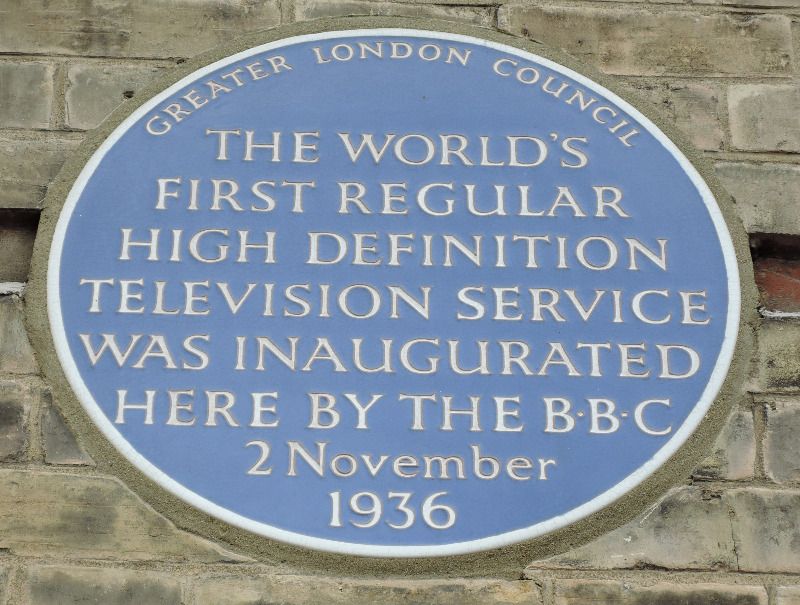 GREATER LONDON COUNCIL
THE WORLD'S
FIRST REGULAR
HIGH DEFINITION
TELEVISION SERVICE
WAS INAUGURATED
HERE BY THE B·B·C
2 November
1936